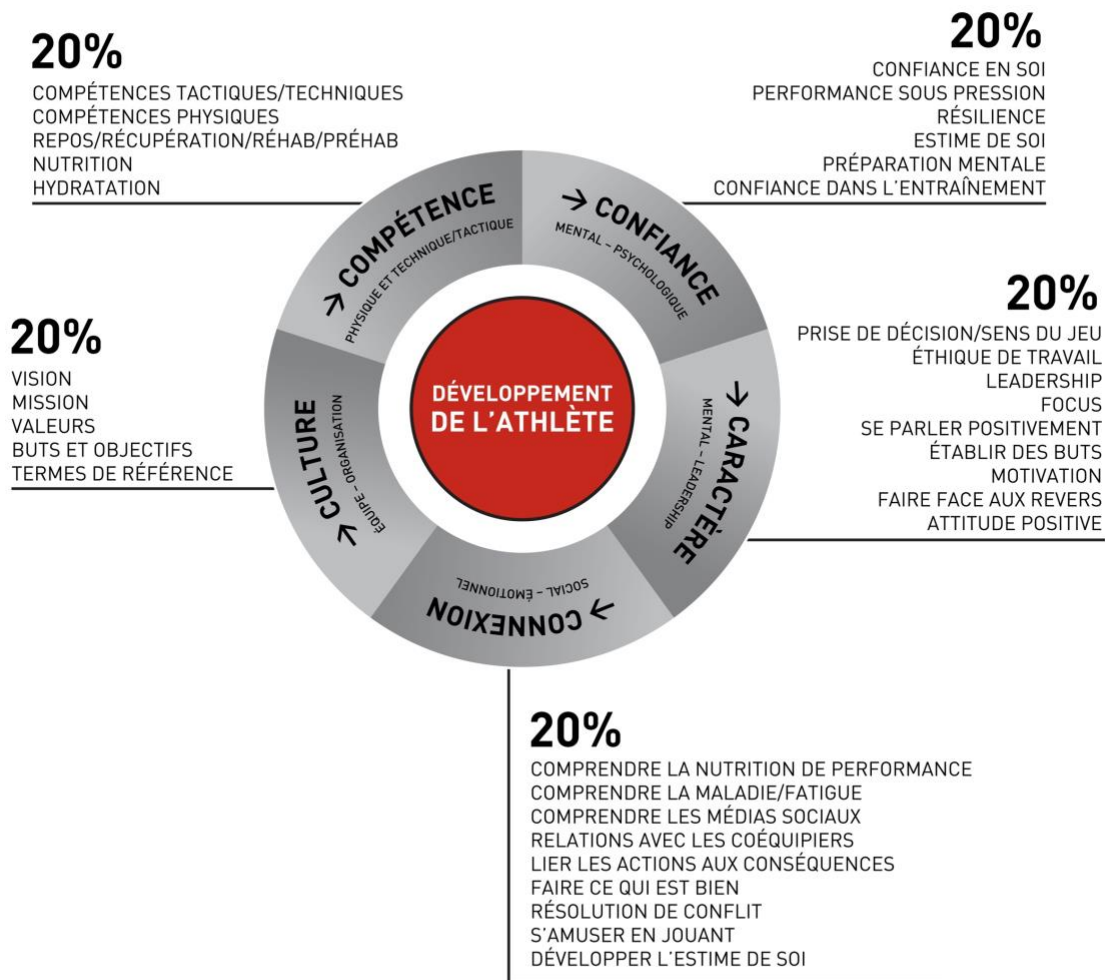 20%
COMPÉTENCES TACTIQUES/TECHNIQUES
COMPÉTENCES PHYSIQUES
REPOS/RÉCUPÉRATION/RÉHAB/PRÉHAB
NUTRITION
HYDRATATION
20%
CONFIANCE EN SOI
PERFORMANCE SOUS PRESSION
RÉSILIENCE
ESTIME DE SOI
PRÉPARATION MENTALE
CONFIANCE DANS L'ENTRAÎNEMENT
→ COMPÉTENCE
PHYSIQUE ET TECHNIQUE/TACTIQUE
→ CONFIANCE
MENTAL – PSYCHOLOGIQUE
20%
PRISE DE DÉCISION/SENS DU JEU
ÉTHIQUE DE TRAVAIL
LEADERSHIP
FOCUS
SE PARLER POSITIVEMENT
ÉTABLIR DES BUTS
MOTIVATION
FAIRE FACE AUX REVERS
ATTITUDE POSITIVE
→ CARACTÈRE
MENTAL – LEADERSHIP
20%
VISION
MISSION
VALEURS
BUTS ET OBJECTIFS
TERMES DE RÉFÉRENCE
→ CULTURE
ÉQUIPE – ORGANISATION
DÉVELOPPEMENT
DE L'ATHLÈTE
→ CONNEXION
SOCIAL – ÉMOTIONNEL
20%
COMPRENDRE LA NUTRITION DE PERFORMANCE
COMPRENDRE LA MALADIE/FATIGUE
COMPRENDRE LES MÉDIAS SOCIAUX
RELATIONS AVEC LES COÉQUIPIERS
LIER LES ACTIONS AUX CONSÉQUENCES
FAIRE CE QUI EST BIEN
RÉSOLUTION DE CONFLIT
S'AMUSER EN JOUANT
DÉVELOPPER L'ESTIME DE SOI